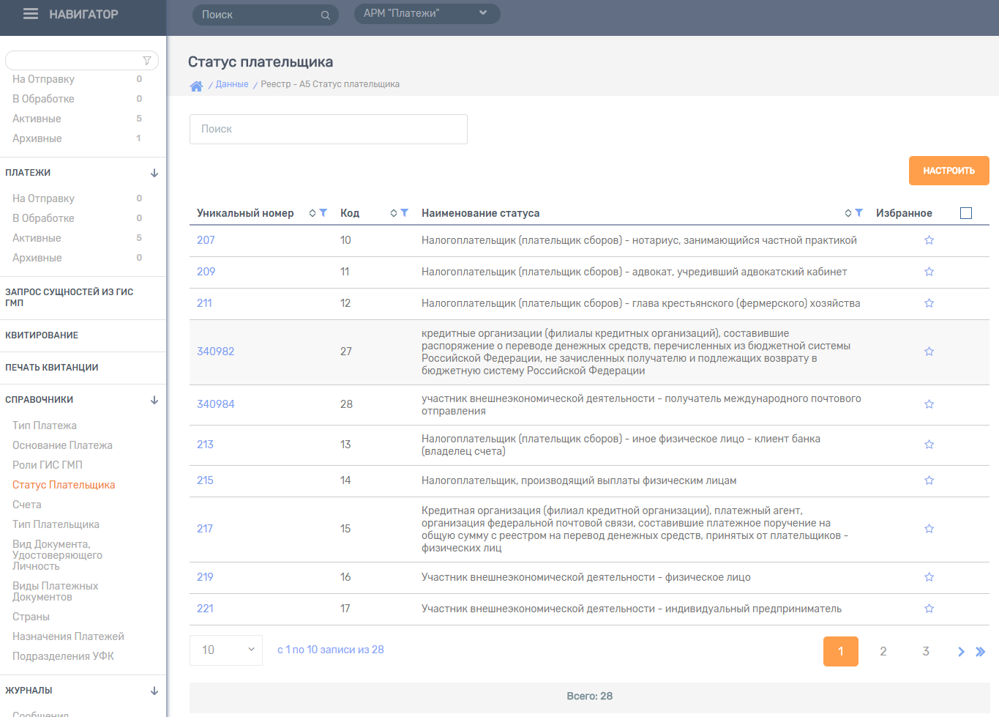 НАВИГАТОР
Поиск
АРМ "Платежи"
На Отправку 0
В Обработке 0
Активные 5
Архивные 1
ПЛАТЕЖИ
На Отправку 0
В Обработке 0
Активные 5
Архивные 0
ЗАПРОС СУЩНОСТЕЙ ИЗ ГИС
ГМП
КВИТИРОВАНИЕ
ПЕЧАТЬ КВИТАНЦИИ
СПРАВОЧНИКИ
Тип Платежа
Основание Платежа
Роли ГИС ГМП
Статус Плательщика
Счета
Тип Плательщика
Вид Документа,
Удостоверяющего
Личность
Виды Платежных
Документов
Страны
Назначения Платежей
Подразделения УФК
ЖУРНАЛЫ
Сообщения
Статус плательщика
/ Данные / Реестр - А5 Статус плательщика
Поиск
НАСТРОИТЬ
Уникальный номер Код Наименование статуса Избранное
207 10 Налогоплательщик (плательщик сборов) - нотариус, занимающийся частной практикой
209 11 Налогоплательщик (плательщик сборов) - адвокат, учредивший адвокатский кабинет
211 12 Налогоплательщик (плательщик сборов) - глава крестьянского (фермерского) хозяйства
кредитные организации (филиалы кредитных организаций), составившие
распоряжение о переводе денежных средств, перечисленных из бюджетной системы
340982 27
Российской Федерации, не зачисленных получателю и подлежащих возврату в
бюджетную систему Российской Федерации
участник внешнеэкономической деятельности - получатель международного почтового
340984 28
отправления
Налогоплательщик (плательщик сборов) - иное физическое лицо - клиент банка
213 13
(владелец счета)
215 14 Налогоплательщик, производящий выплаты физическим лицам
Кредитная организация (филиал кредитной организации), платежный агент,
организация федеральной почтовой связи, составившие платежное поручение на
217 15
общую сумму с реестром на перевод денежных средств, принятых от плательщиков -
физических лиц
219 16 Участник внешнеэкономической деятельности - физическое лицо
221 17 Участник внешнеэкономической деятельности - индивидуальный предприниматель
10 с 1 по 10 записи из 28 1 2 3
Всего: 28